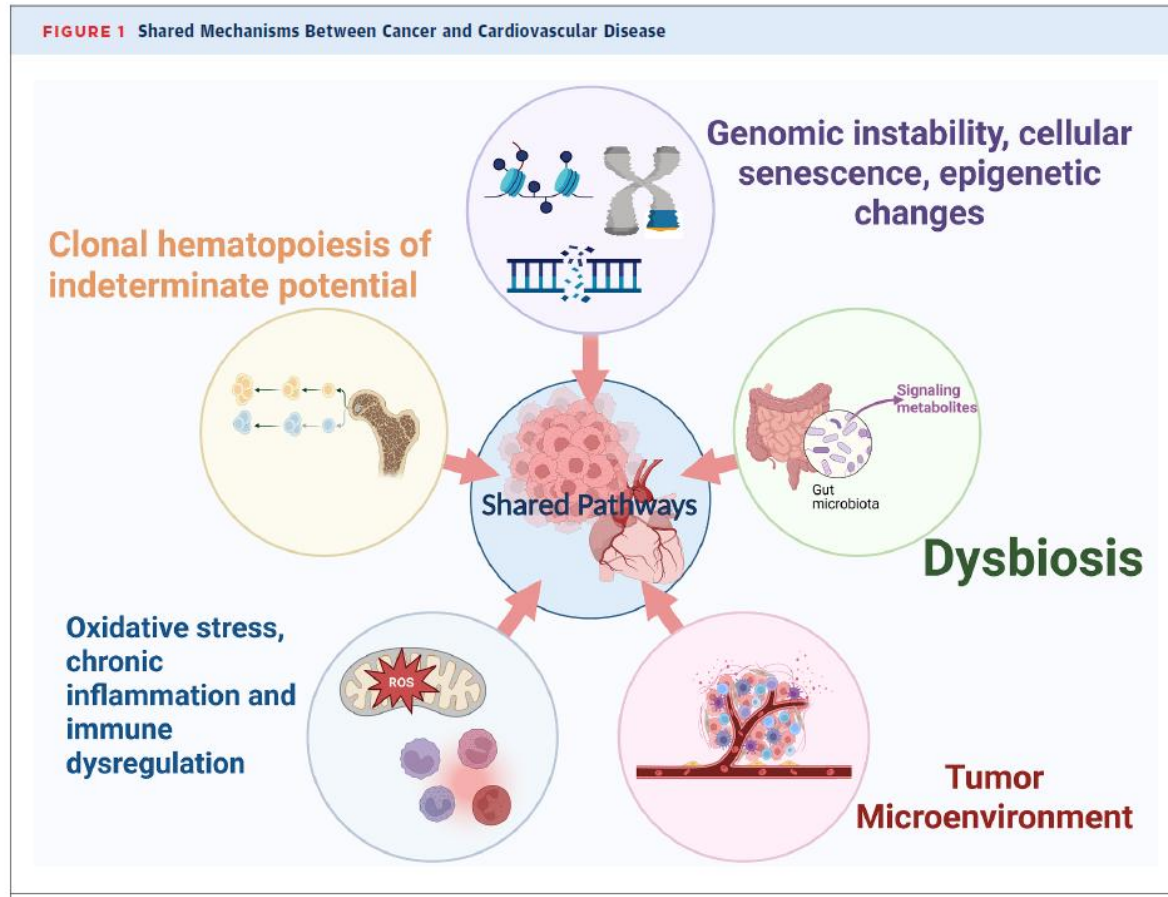 FIGURE 1 Shared Mechanisms Between Cancer and Cardiovascular Disease
Genomic instability, cellular
senescence, epigenetic
changes
Clonal hematopoiesis of
indeterminate potential
Signaling
metabolites
Gut
microbiota
Shared Pathways
Dysbiosis
Oxidative stress,
chronic
inflammation and
immune
dysregulation
ROS
Tumor
Microenvironment